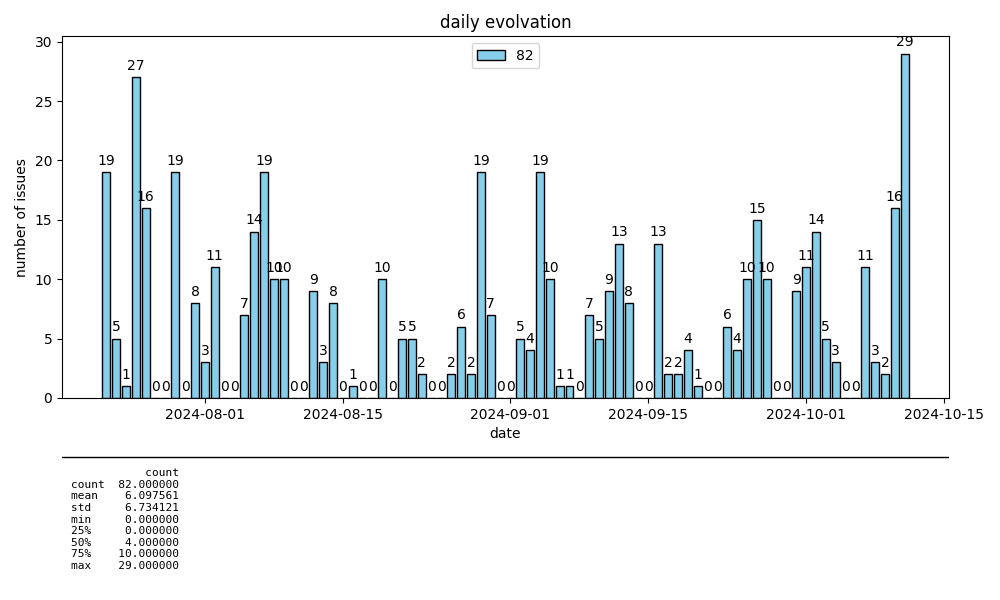 daily evolvation
82
number of issues
30
25
20
15
10
5
0
19 5 1 27 16 0 0 19 0 8 3 11 0 0 7 14 19 10 10 0 0 9 3 8 0 1 0 0 10 0 5 5 2 0 0 2 6 2 19 7 0 0 5 4 19 10 1 1 0 7 5 9 13 8 0 0 13 2 2 4 1 0 0 6 4 10 15 10 0 0 9 11 14 5 3 0 0 11 3 2 16 29
2024-08-01 2024-08-15 2024-09-01 2024-09-15 2024-10-01 2024-10-15
date
count
count 82.000000
mean 6.097561
std 6.734121
min 0.000000
25% 0.000000
50% 4.000000
75% 10.000000
max 29.000000